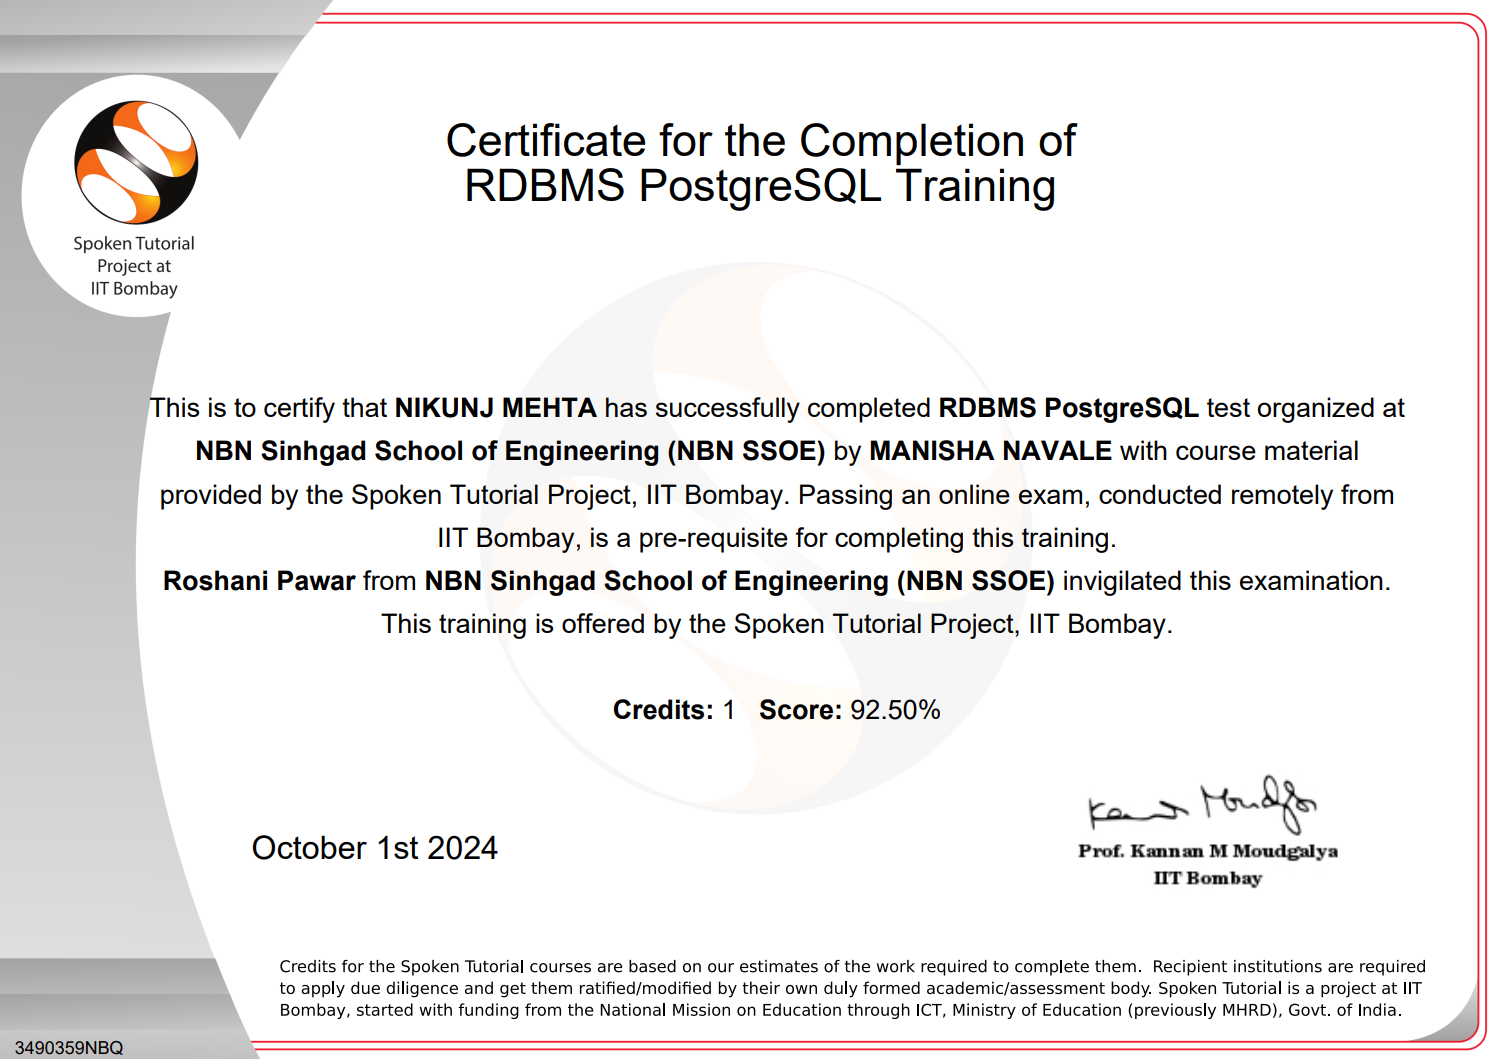 Certificate for the Completion of
RDBMS PostgreSQL Training
Spoken Tutorial
Project at
IIT Bombay
This is to certify that NIKUNJ MEHTA has successfully completed RDBMS PostgreSQL test organized at
NBN Sinhgad School of Engineering (NBN SSOE) by MANISHA NAVALE with course material
provided by the Spoken Tutorial Project, IIT Bombay. Passing an online exam, conducted remotely from
IIT Bombay, is a pre-requisite for completing this training.
Roshani Pawar from NBN Sinhgad School of Engineering (NBN SSOE) invigilated this examination.
This training is offered by the Spoken Tutorial Project, IIT Bombay.
Credits: 1 Score: 92.50%
October 1st 2024
Kannan Moudgalya
Prof. Kannan M Moudgalya
IIT Bombay
Credits for the Spoken Tutorial courses are based on our estimates of the work required to complete them. Recipient institutions are required
to apply due diligence and get them ratified/modified by their own duly formed academic/assessment body. Spoken Tutorial is a project at IIT
Bombay, started with funding from the National Mission on Education through ICT, Ministry of Education (previously MHRD), Govt. of India.
3490359NBQ